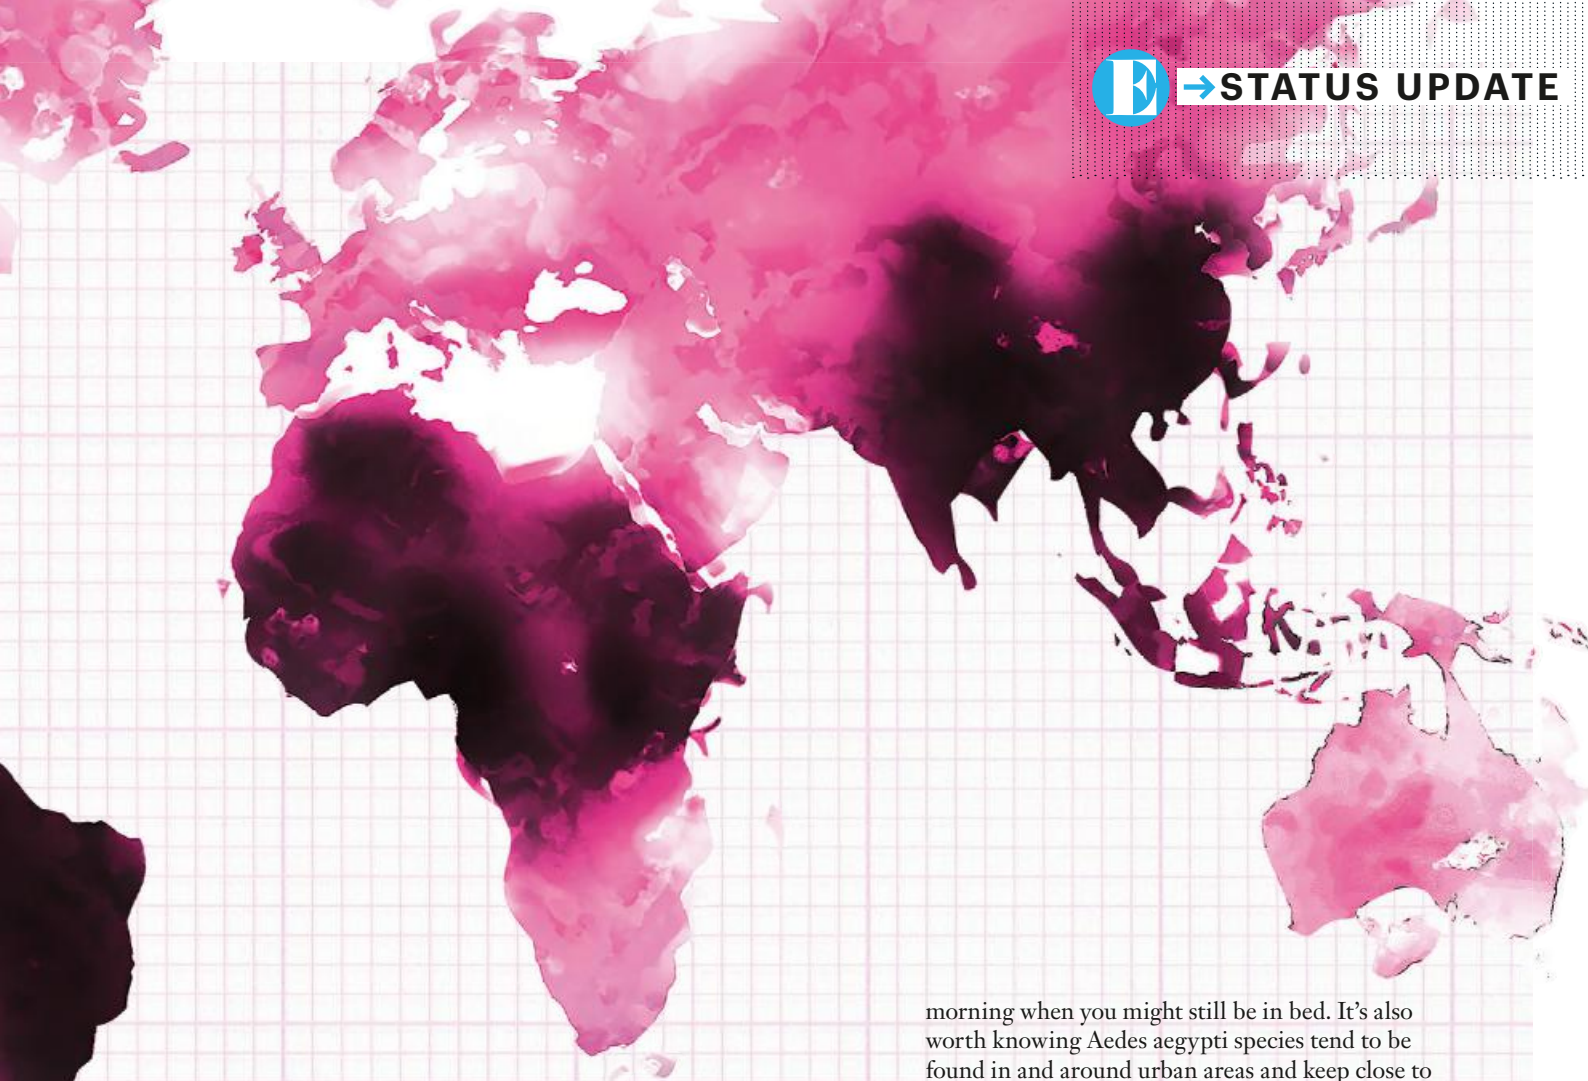 E →STATUS UPDATE
morning when you might still be in bed. It’s also
worth knowing Aedes aegypti species tend to be
found in and around urban areas and keep close to